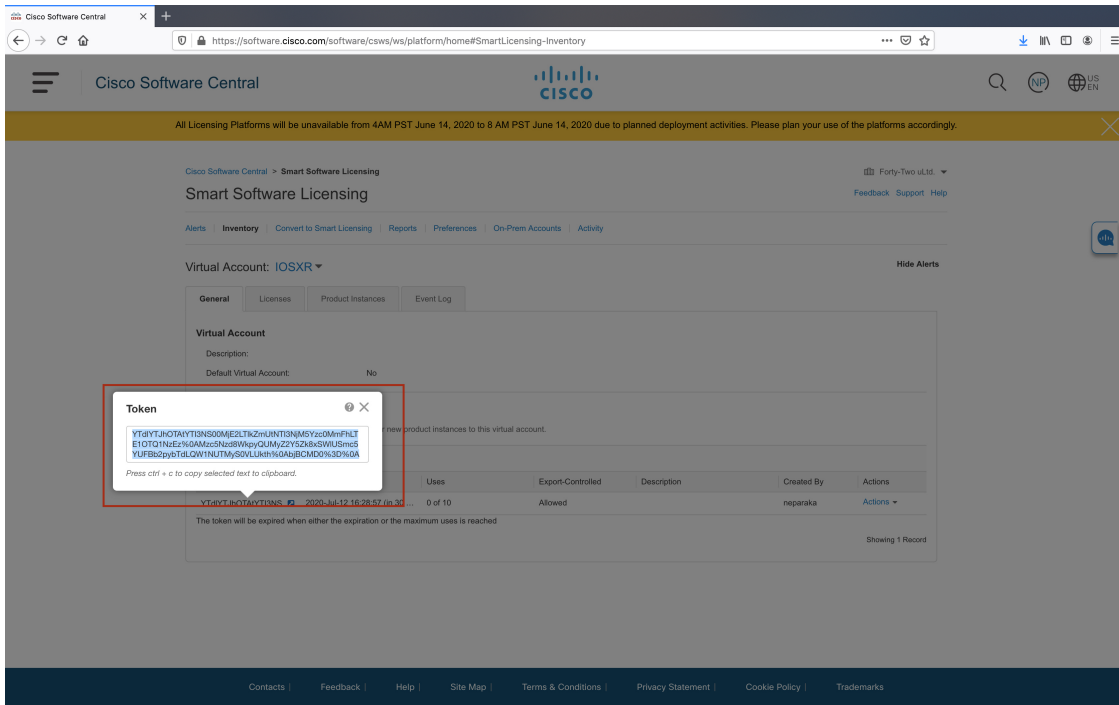 Cisco Software Central
https://software.cisco.com/software/csws/ws/platform/home#SmartLicensing-Inventory
Cisco Software Central
CISCO
NP
US
EN
All Licensing Platforms will be unavailable from 4AM PST June 14, 2020 to 8 AM PST June 14, 2020 due to planned deployment activities. Please plan your use of the platforms accordingly.
Cisco Software Central > Smart Software Licensing
Forty-Two uLtd.
Smart Software Licensing
Feedback Support Help
Alerts | Inventory | Convert to Smart Licensing | Reports | Preferences | On-Prem Accounts | Activity
Virtual Account: IOSXR
Hide Alerts
General Licenses Product Instances Event Log
Virtual Account
Description:
Default Virtual Account: No
Token
new product instances to this virtual account.
YTdIYTJhOTAtYTI3NS00MjE2LTlkZmUtNTI3NjM5Yzc0MmFhLT
E1OTQ1NzEz%0AMzc5Nzd8WkpyQUMyZ2Y5Zk8xSWlUSmc5
YUFBb2pybTdLQW1NUTMyS0VLUkth%0AbjBCMD0%3D%0A
Press ctrl + c to copy selected text to clipboard.
Uses Export-Controlled Description Created By Actions
YTdIYTJhOTAtYTI3NS 2020-Jul-12 16:28:57 (in 30 ... 0 of 10 Allowed neparaka Actions
The token will be expired when either the expiration or the maximum uses is reached
Showing 1 Record
Contacts | Feedback | Help | Site Map | Terms & Conditions | Privacy Statement | Cookie Policy | Trademarks